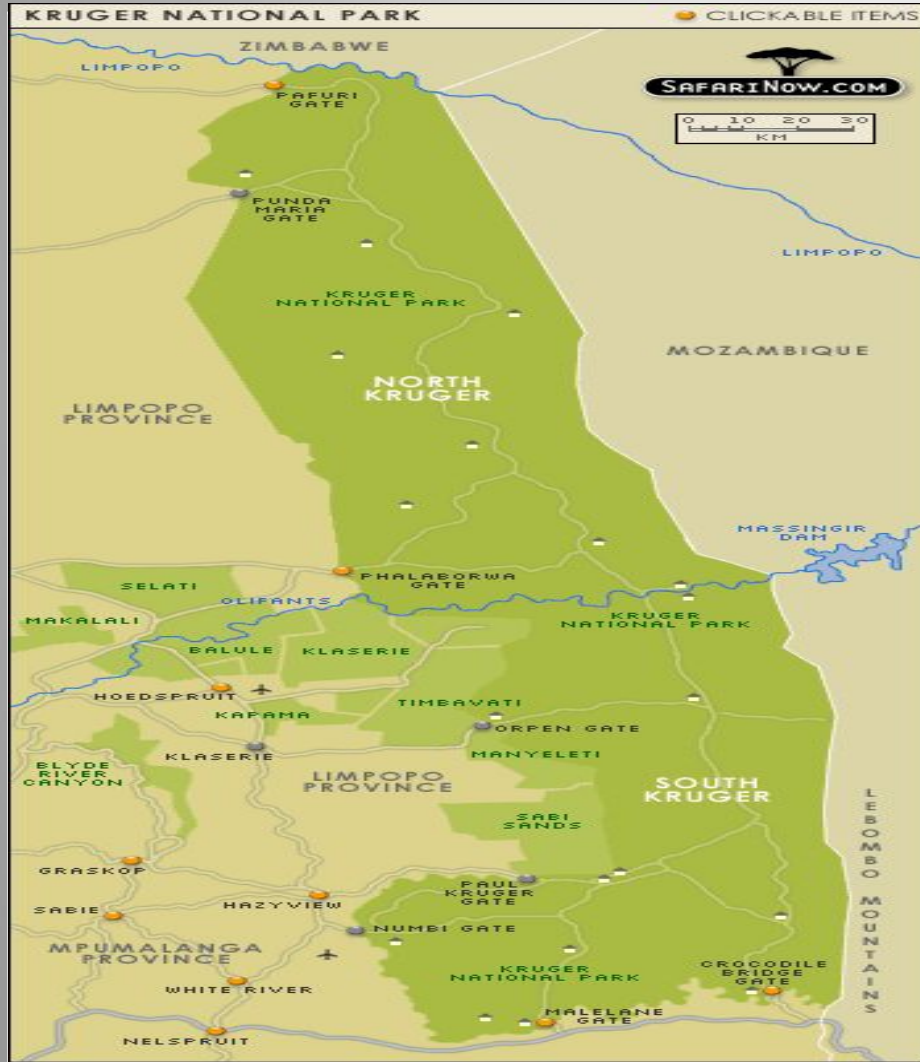 KRUGER NATIONAL PARK
CLICKABLE ITEMS
ZIMBABWE
LIMPOPO
SAFARINOW.COM
PAFURI
GATE
0 10 20 30
KM
PUNDA
MARIA
GATE
LIMPOPO
KRUGER
NATIONAL PARK
MOZAMBIQUE
NORTH
KRUGER
LIMPOPO
PROVINCE
MASSINGIR
DAM
PHALABORWA
GATE
SELATI
OLIFANTS
MAKALALI
KRUGER
NATIONAL PARK
BALULE
KLASERIE
HOEDSPRUIT
TIMBAVATI
KAPAMA
ORPEN GATE
KLASERIE
MANYELETI
BLYDE
RIVER
CANYON
LIMPOPO
PROVINCE
SOUTH
KRUGER
SABI
SANDS
LEBOMBO MOUNTAINS
GRASKOP
PAUL
KRUGER
GATE
HAZYVIEW
SABIE
NUMBI GATE
MPUMALANGA
PROVINCE
KRUGER
NATIONAL PARK
CROCODILE
BRIDGE
GATE
WHITE RIVER
MALELANE
GATE
NELSPRUIT